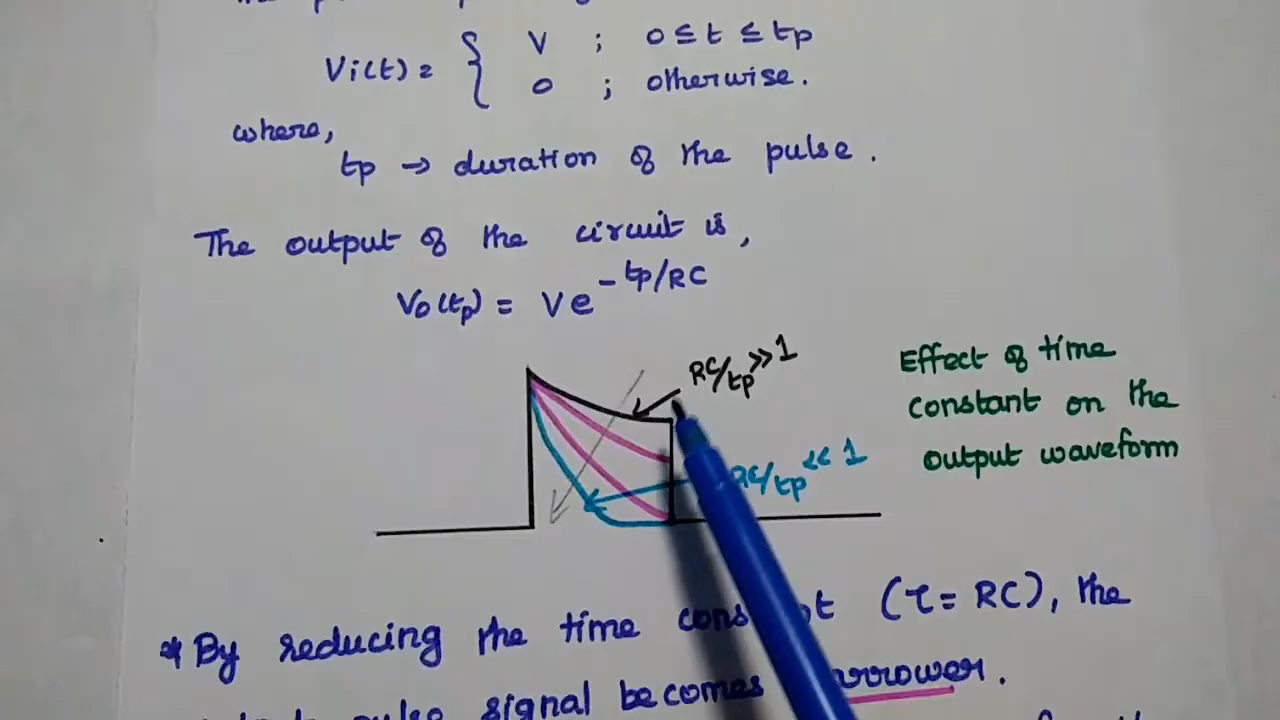 Vi(t) = { V ; 0 ≤ t ≤ tp
0 ; otherwise.
where,
tp → duration of the pulse.
The output of the circuit is,
Vo(tp) = Ve^-tp/RC
RC/tp >> 1
RC/tp << 1
Effect of time
constant on the
output waveform
* By reducing the time (τ = RC), the
pulse signal becomes